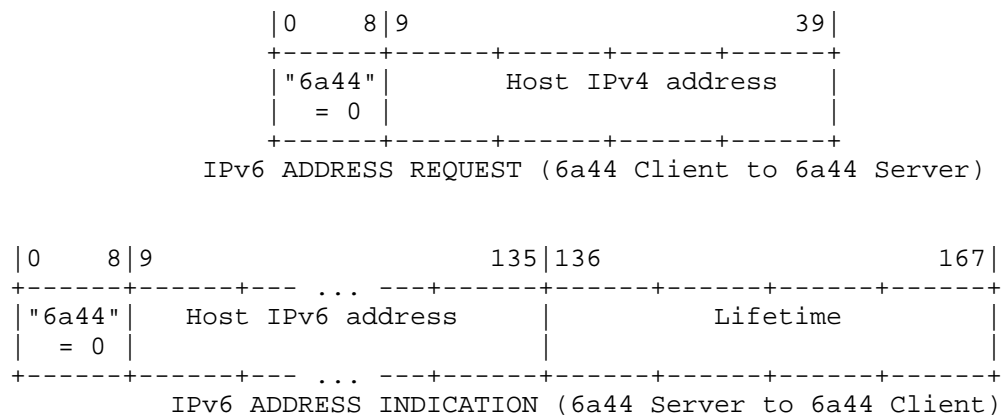 |0     8|9                       39|
+------+------+------+------+------+
|"6a44"|       Host IPv4 address   |
|  = 0 |                           |
+------+------+------+------+------+
IPv6 ADDRESS REQUEST (6a44 Client to 6a44 Server)
|0     8|9                      135|136                     167|
+------+------+--- ... ---+------+------+------+------+------+
|"6a44"|   Host IPv6 address     |          Lifetime         |
|  = 0 |                         |                           |
+------+------+--- ... ---+------+------+------+------+------+
IPv6 ADDRESS INDICATION (6a44 Server to 6a44 Client)